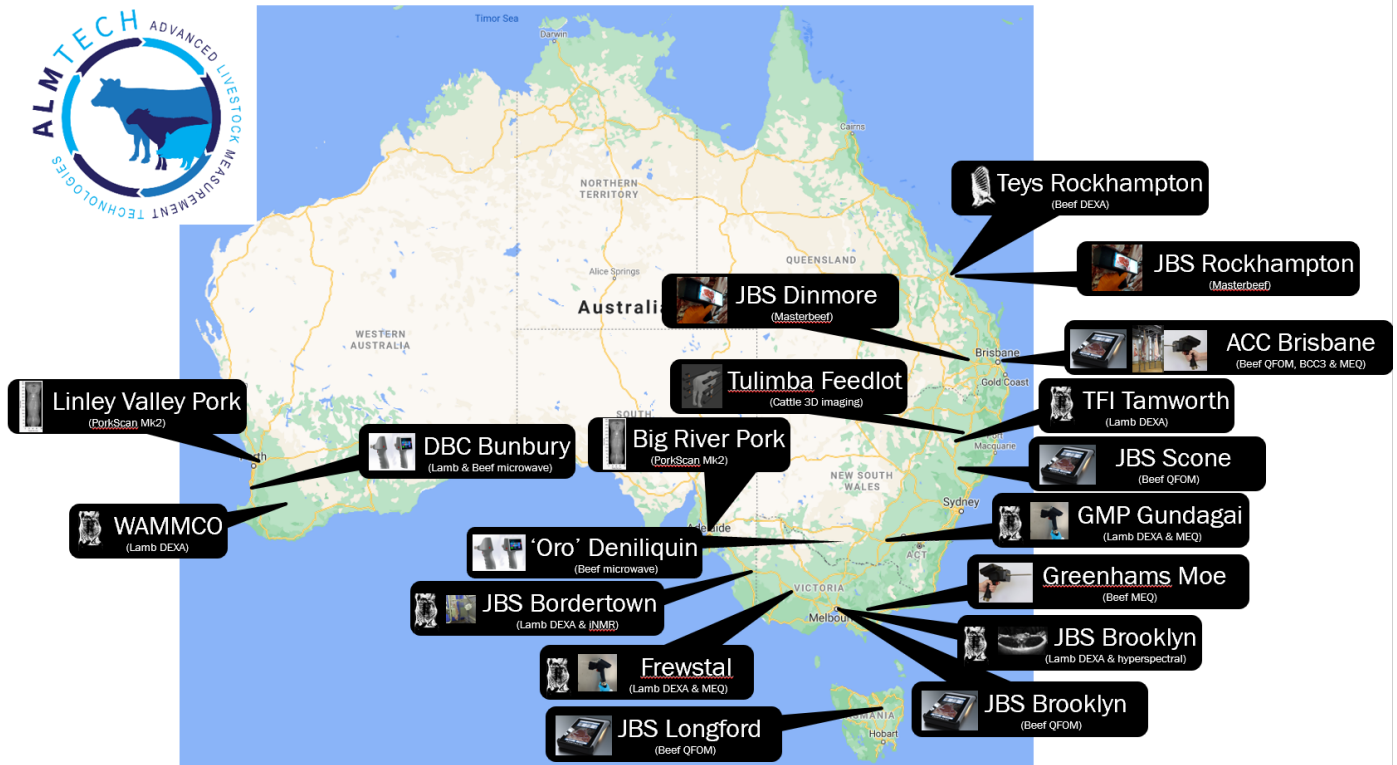 ALMTECH ADVANCED LIVESTOCK MEASUREMENT TECHNOLOGIES
Timor Sea
Darwin
Cairns
NORTHERN
TERRITORY
Teys Rockhampton
(Beef DEXA)
QUEENSLAND
JBS Rockhampton
(Masterbeef)
Alice Springs
JBS Dinmore
(Masterbeef)
Australia
WESTERN
AUSTRALIA
Brisbane
Gold Coast
ACC Brisbane
(Beef QFOM, BCC3 & MEQ)
Tulimba Feedlot
(Cattle 3D imaging)
Linley Valley Pork
(PorkScan Mk2)
TFI Tamworth
(Lamb DEXA)
SOUTH
Big River Pork
(PorkScan Mk2)
Macquarie
DBC Bunbury
(Lamb & Beef microwave)
JBS Scone
(Beef QFOM)
NEW SOUTH
WALES
Sydney
WAMMCO
(Lamb DEXA)
GMP Gundagai
(Lamb DEXA & MEQ)
'Oro' Deniliquin
(Beef microwave)
ACT
Greenhams Moe
(Beef MEQ)
VICTORIA
JBS Bordertown
(Lamb DEXA & iNMR)
JBS Brooklyn
(Lamb DEXA & hyperspectral)
Frewstal
(Lamb DEXA & MEQ)
JBS Brooklyn
(Beef QFOM)
JBS Longford
(Beef QFOM)
Hobart